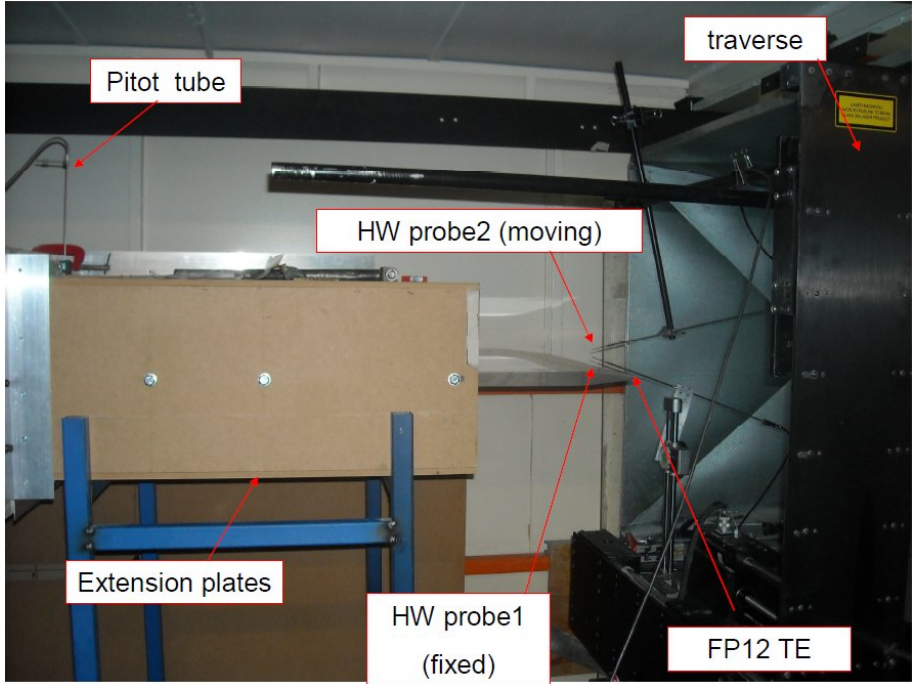 traverse
Pitot tube
HW probe2 (moving)
Extension plates
HW probe1
(fixed)
FP12 TE